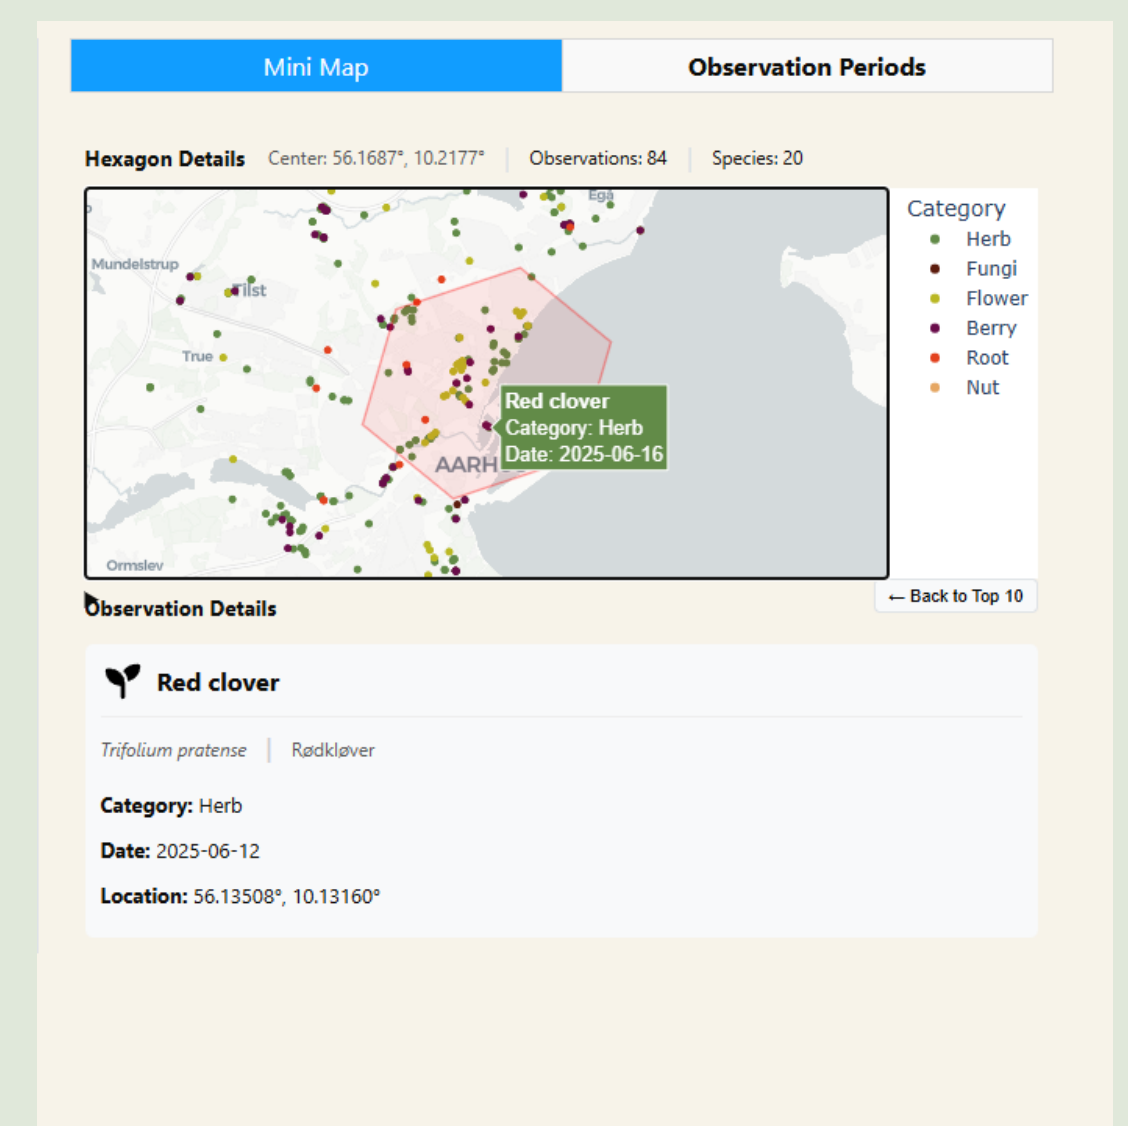 Mini Map
Observation Periods
Hexagon Details Center: 56.1687°, 10.2177° Observations: 84 Species: 20
Egå
Mundelstrup
Tilst
True
Red clover
Category: Herb
Date: 2025-06-16
AARH
Ormslev
Category
Herb
Fungi
Flower
Berry
Root
Nut
← Back to Top 10
Observation Details
Red clover
Trifolium pratense Rødkløver
Category: Herb
Date: 2025-06-12
Location: 56.13508°, 10.13160°